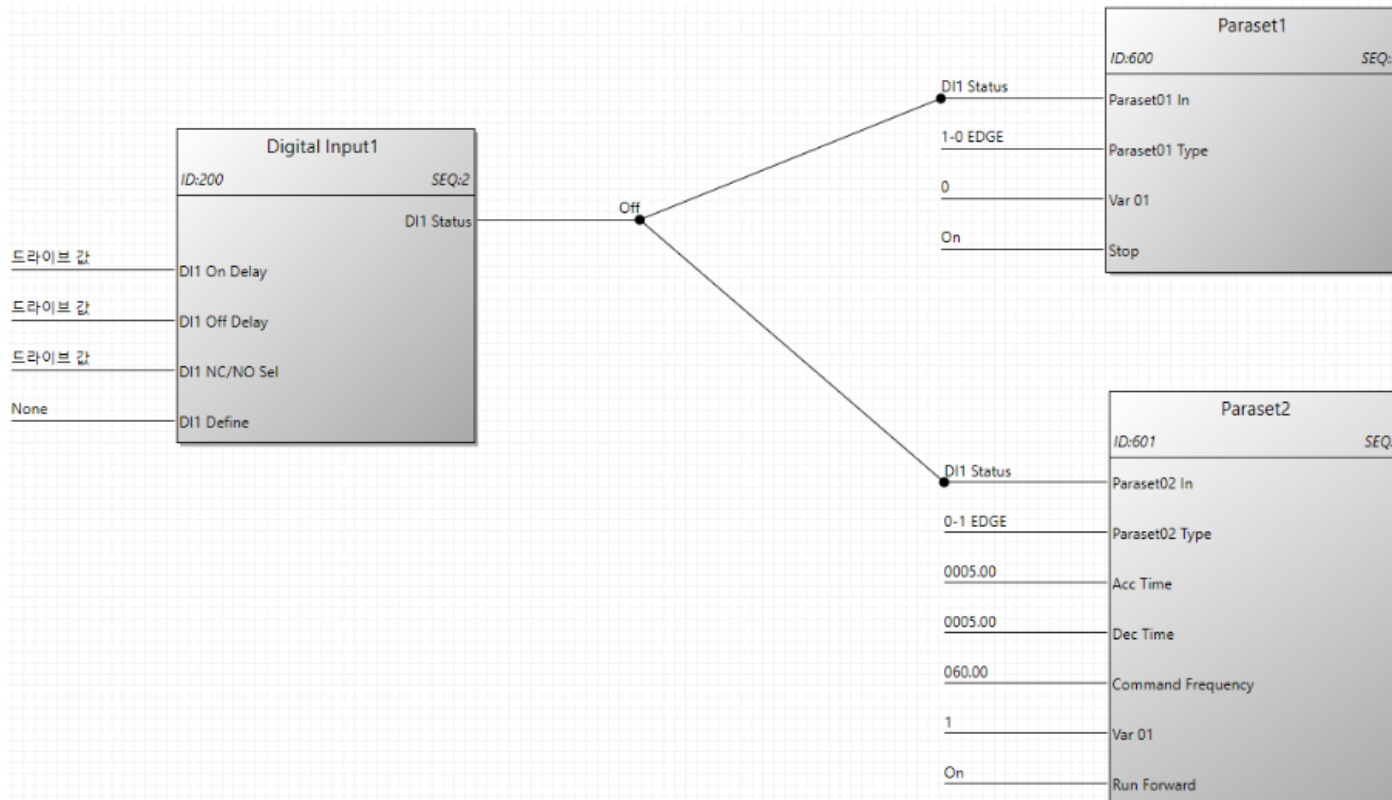 Digital Input1
ID:200 SEQ:2
DI1 Status
드라이브 값
DI1 On Delay
드라이브 값
DI1 Off Delay
드라이브 값
DI1 NC/NO Sel
None
DI1 Define
Off
Paraset1
ID:600 SEQ:
DI1 Status
Paraset01 In
1-0 EDGE
Paraset01 Type
0
Var 01
On
Stop
Paraset2
ID:601 SEQ:
DI1 Status
Paraset02 In
0-1 EDGE
Paraset02 Type
0005.00
Acc Time
0005.00
Dec Time
060.00
Command Frequency
1
Var 01
On
Run Forward